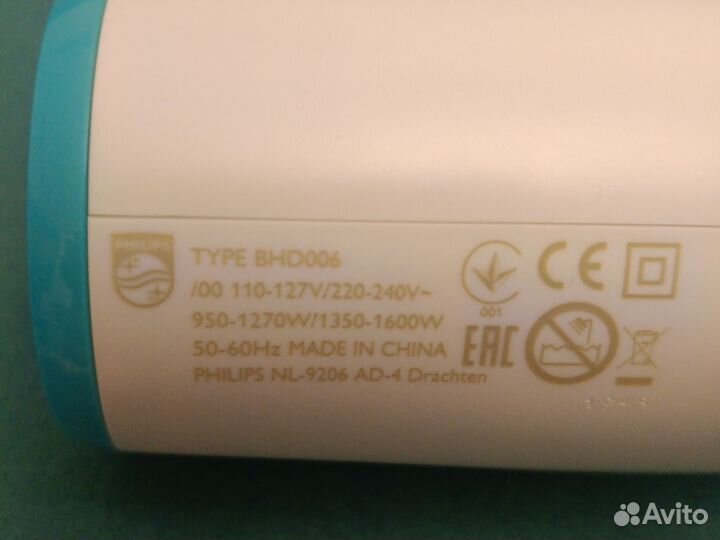 PHILIPS
TYPE BHD006
/00 110-127V/220-240V~
950-1270W/1350-1600W
50-60Hz MADE IN CHINA
PHILIPS NL-9206 AD-4 Drachten
001
CE
EAC
Avito